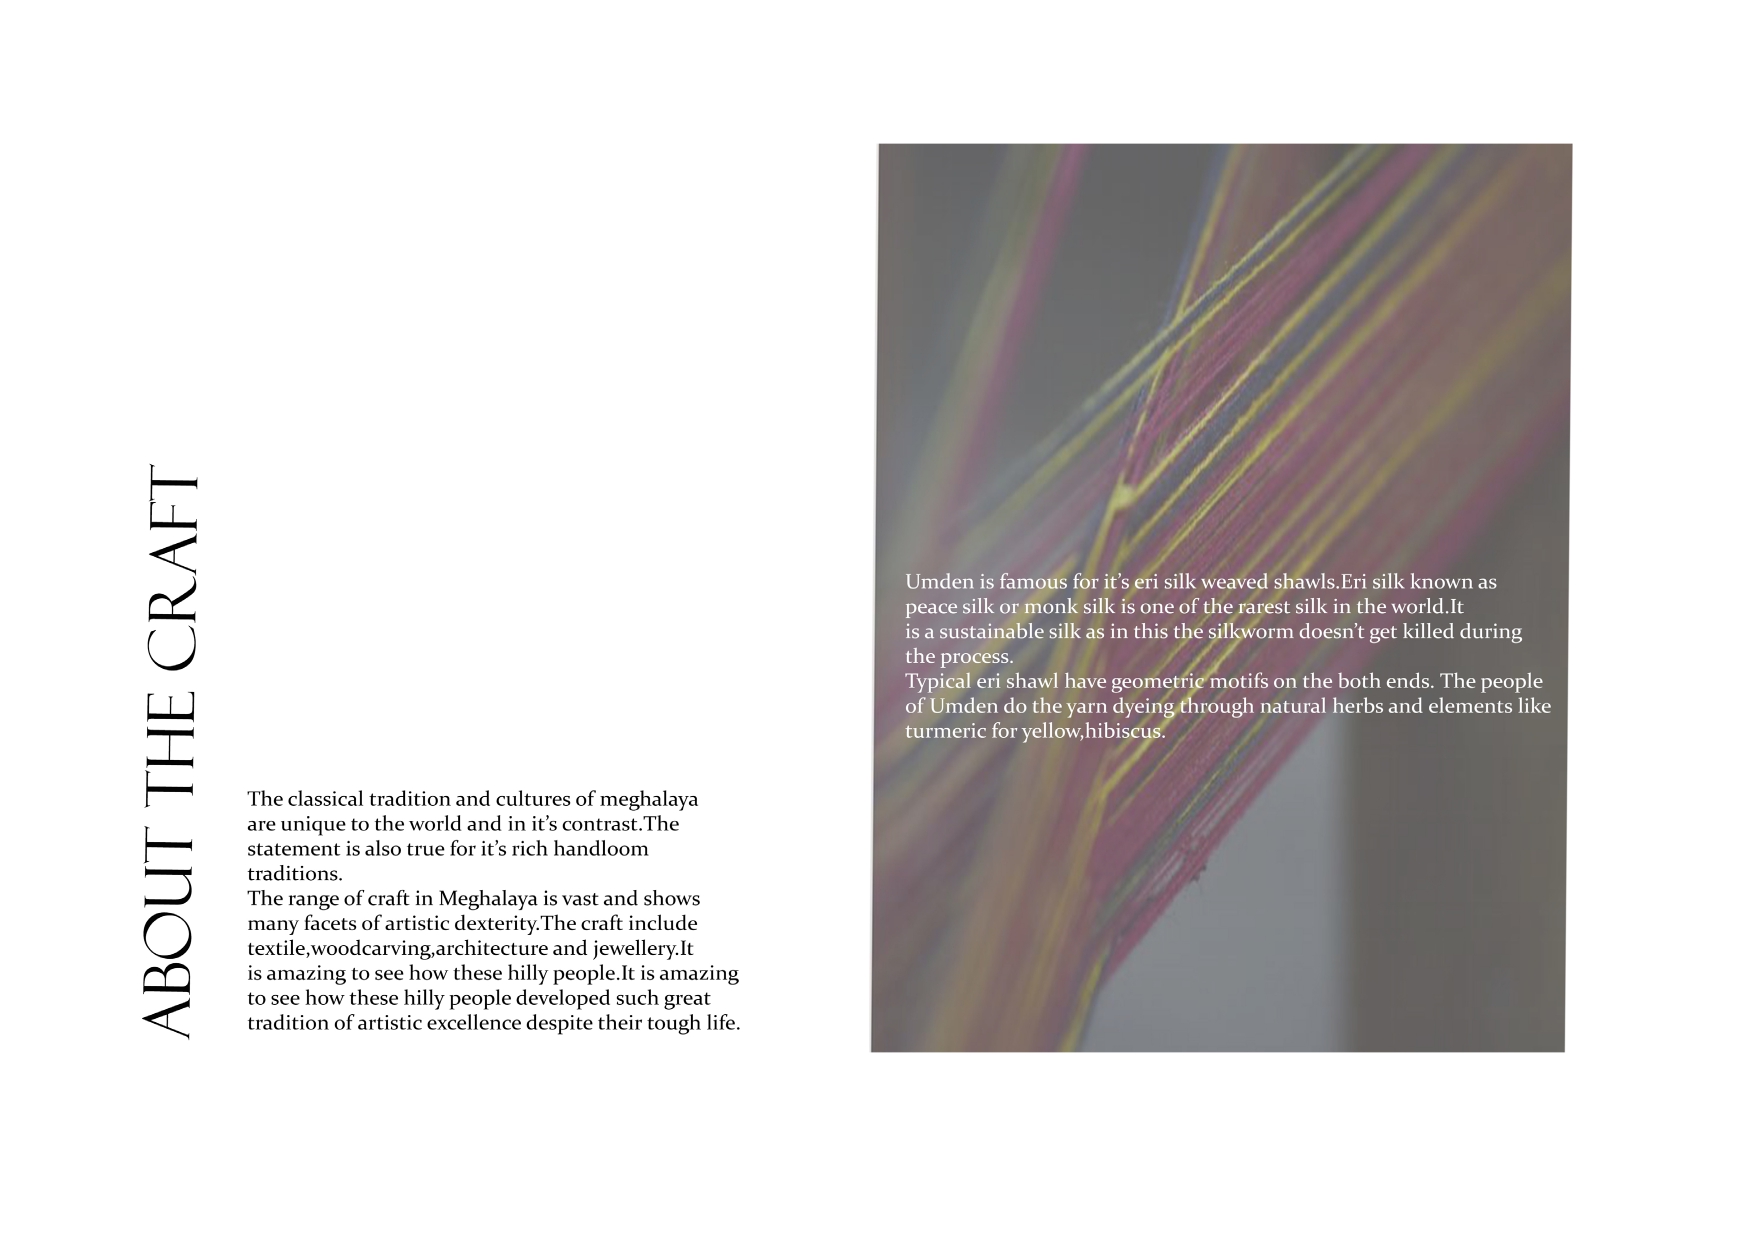 ABOUT THE CRAFT
The classical tradition and cultures of meghalaya
are unique to the world and in it’s contrast.The
statement is also true for it’s rich handloom
traditions.
The range of craft in Meghalaya is vast and shows
many facets of artistic dexterity.The craft include
textile,woodcarving,architecture and jewellery.It
is amazing to see how these hilly people.It is amazing
to see how these hilly people developed such great
tradition of artistic excellence despite their tough life.
Umden is famous for it’s eri silk weaved shawls.Eri silk known as
peace silk or monk silk is one of the rarest silk in the world.It
is a sustainable silk as in this the silkworm doesn’t get killed during
the process.
Typical eri shawl have geometric motifs on the both ends. The people
of Umden do the yarn dyeing through natural herbs and elements like
turmeric for yellow,hibiscus.